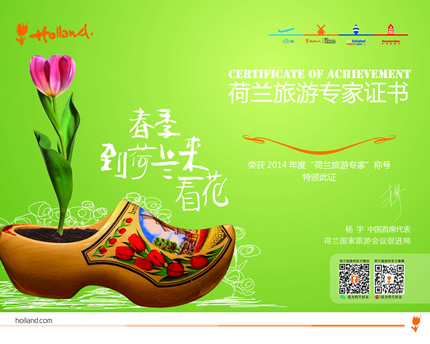 Holland.
CERTIFICATE OF ACHIEVEMENT
荷兰旅游专家证书
春季
到荷兰来
看花
荣获 2014 年度“荷兰旅游专家”称号
特颁此证
杨 宇 中国首席代表
荷兰国家旅游会议促进局
holland.com